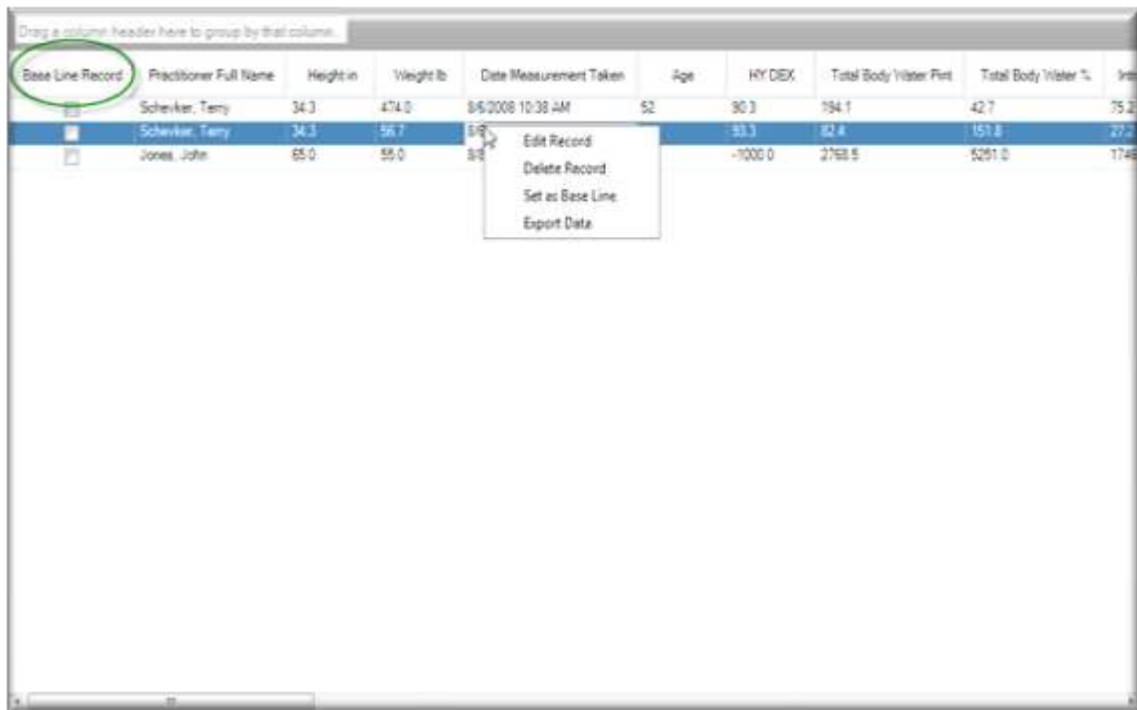 Drag a column header here to group by that column.
Base Line Record Practitioner Full Name Height in Weight lb Date Measurement Taken Age HY DEX Total Body Water Pint Total Body Water %
Schevker, Terry 34.3 474.0 8/6/2008 10:38 AM 52 90.3 194.1 42.7 75.2
Schevker, Terry 34.3 56.7 93.3 82.4 151.8 27.2
Jones, John 65.0 55.0 -1000.0 2768.5 5251.0 1746
Edit Record
Delete Record
Set as Base Line
Export Data